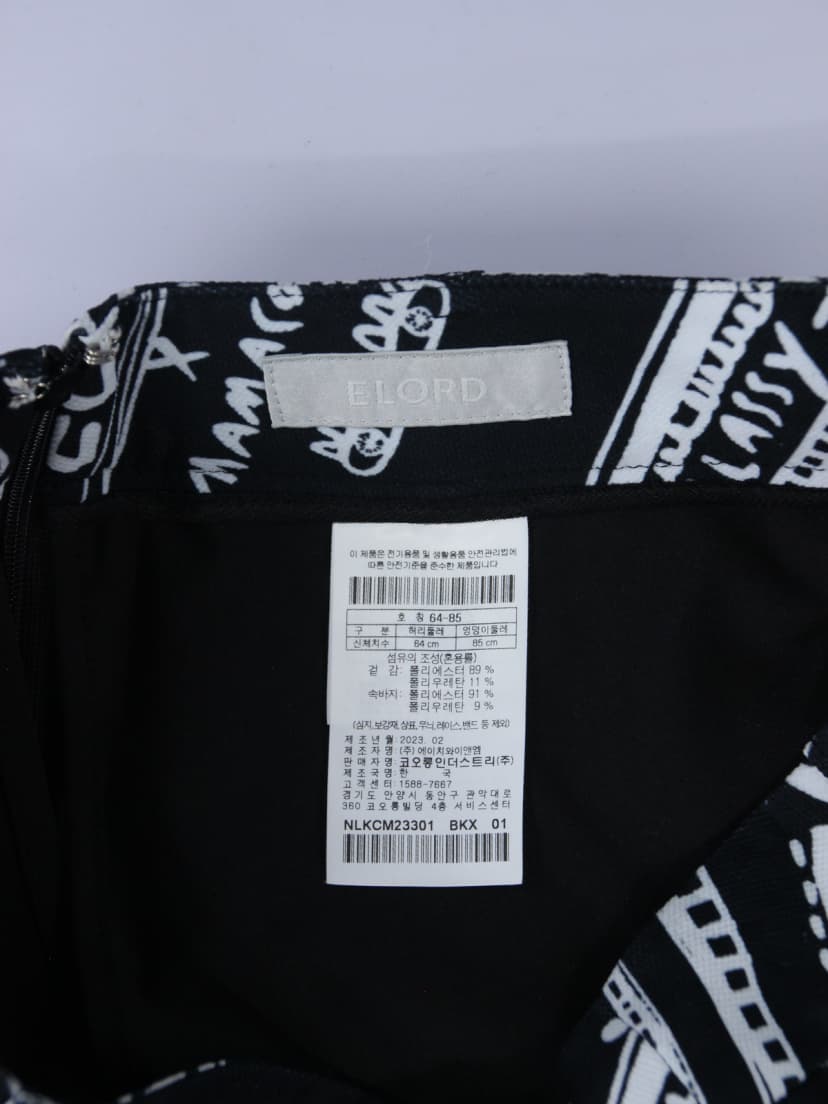 MAMA
ELORD
LASSY
이 제품은 전기용품 및 생활용품 안전관리법에
따른 안전기준을 준수한 제품입니다
호 칭 64-85
구 분 허리둘레 엉덩이둘레
신체치수 64 cm 85 cm
섬유의 조성(혼용률)
겉 감: 폴리에스터 89 %
폴리우레탄 11 %
속바지: 폴리에스터 91 %
폴리우레탄 9 %
(심지,보강재,상표,무늬,레이스,밴드 등 제외)
제 조 년 월:2023. 02
제 조 자 명:(주) 에이치와이앤엠
판 매 자 명:코오롱인더스트리(주)
제 조 국 명:한 국
고 객 센 터: 1588-7667
경 기 도 안 양 시 동 안 구 관 악 대 로
360 코 오 롱 빌 딩 4층 서 비 스 센 터
NLKCM23301 BKX 01